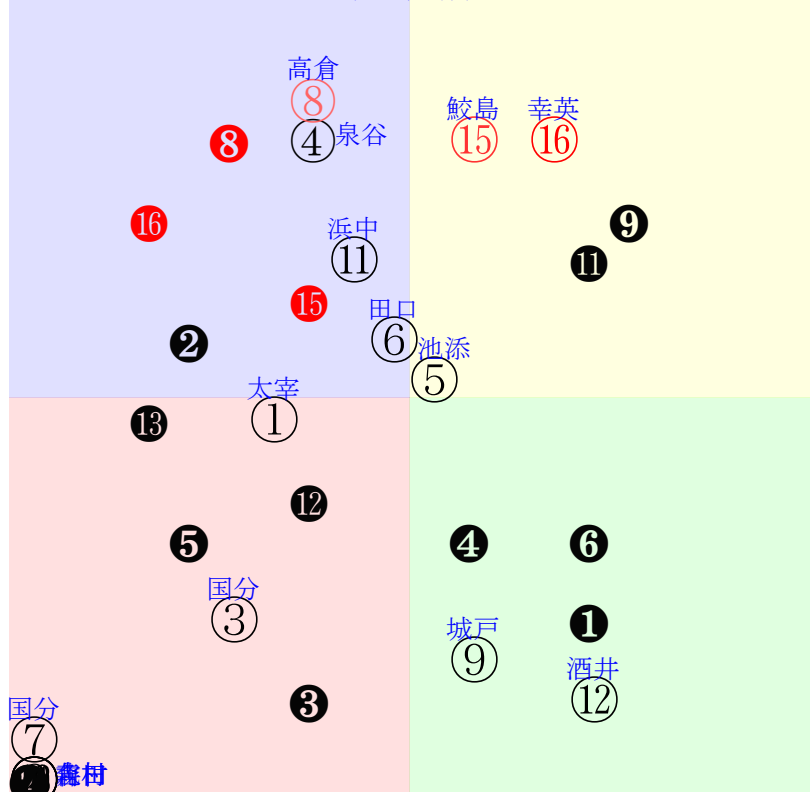 高倉
⑧
鮫島
幸英
④ 泉谷
⑮
⑯
❽
⓰
浜中
❾
⑪
⓫
⓯
田口
⑥
❷
池添
⑤
太宰
①
⓭
⓬
❺
❹
❻
国分
③
城戸
⑨
❶
酒井
⑫
❸
国分
⑦